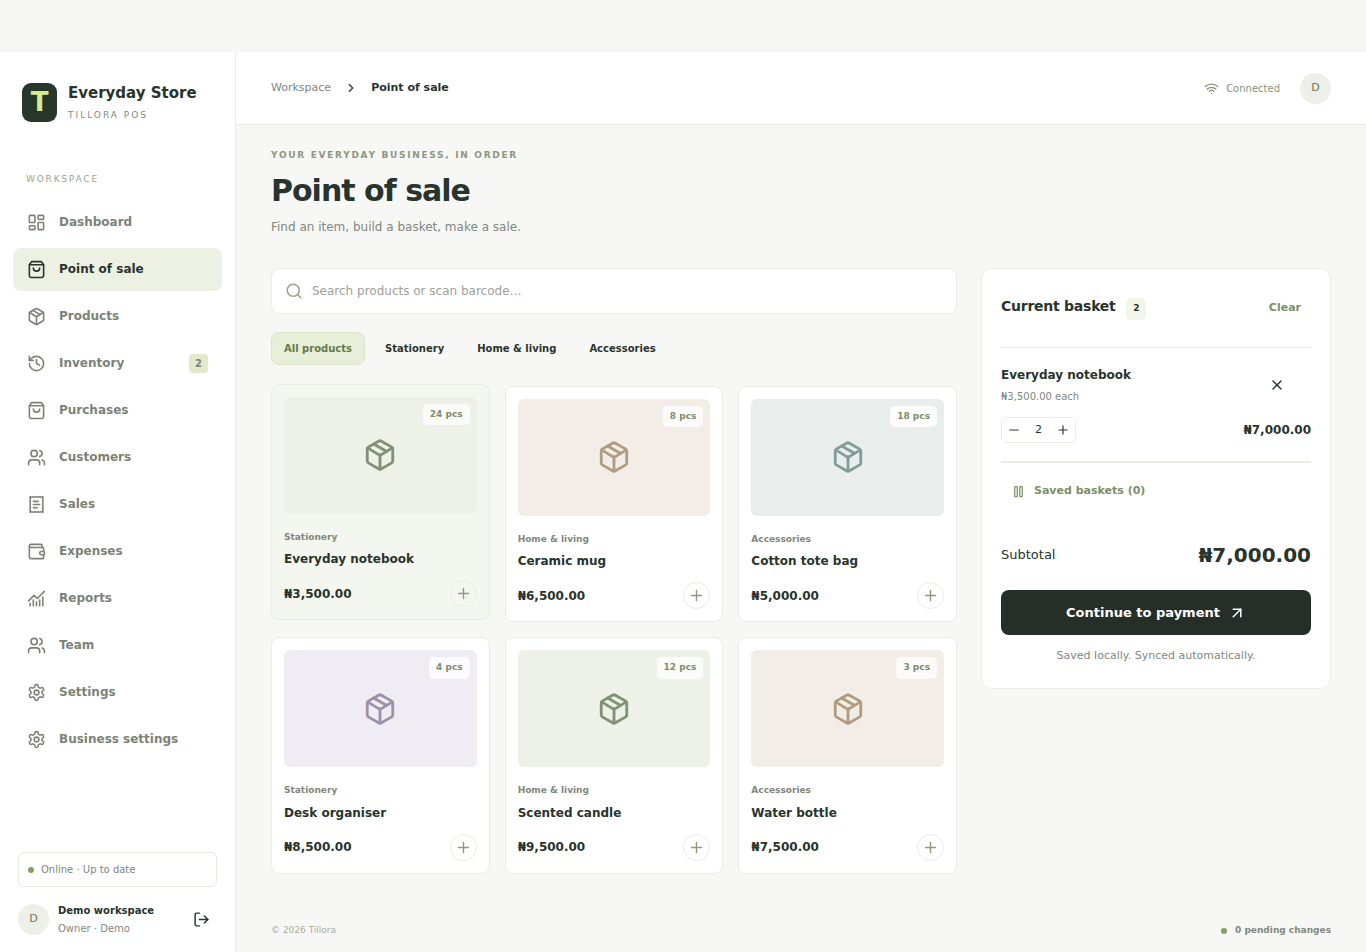 T
Everyday Store
TILLORA POS
WORKSPACE
Dashboard
Point of sale
Products
Inventory 2
Purchases
Customers
Sales
Expenses
Reports
Team
Settings
Business settings
Online · Up to date
D
Demo workspace
Owner · Demo
Workspace Point of sale
Connected D
YOUR EVERYDAY BUSINESS, IN ORDER
Point of sale
Find an item, build a basket, make a sale.
Search products or scan barcode...
All products Stationery Home & living Accessories
24 pcs
Stationery
Everyday notebook
₦3,500.00
8 pcs
Home & living
Ceramic mug
₦6,500.00
18 pcs
Accessories
Cotton tote bag
₦5,000.00
4 pcs
Stationery
Desk organiser
₦8,500.00
12 pcs
Home & living
Scented candle
₦9,500.00
3 pcs
Accessories
Water bottle
₦7,500.00
Current basket 2 Clear
Everyday notebook
₦3,500.00 each
2 ₦7,000.00
Saved baskets (0)
Subtotal ₦7,000.00
Continue to payment
Saved locally. Synced automatically.
© 2026 Tillora
0 pending changes